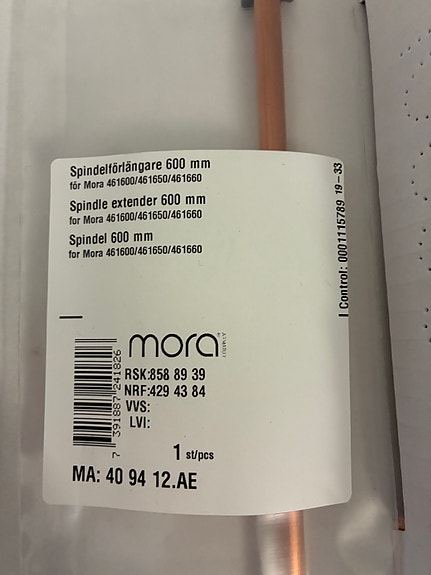 Spindelförlängare 600 mm
för Mora 461600/461650/461660
Spindle extender 600 mm
for Mora 461600/461650/461660
Spindel 600 mm
for Mora 461600/461650/461660
I Control: 0001115789 19-33
mora
RSK:858 89 39
NRF:429 43 84
VVS:
LVI:
7 391887 241826
1 st/pcs
MA: 40 94 12.AE